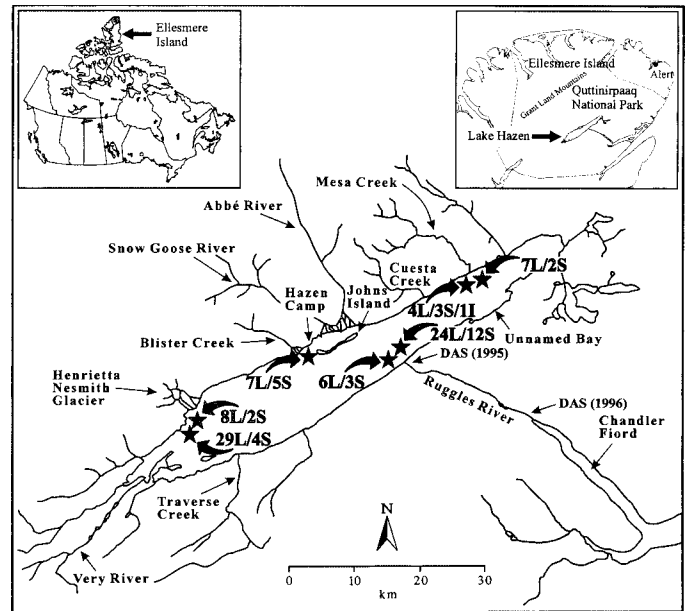 Ellesmere
Island
Ellesmere Island
Alert
Grant Land Mountains
Quttinirpaaq
National Park
Lake Hazen
Mesa Creek
Abbé River
Snow Goose River
Cuesta
Creek
7L/2S
Hazen
Camp
Johns
Island
4L/3S/1I
24L/12S
Unnamed Bay
Blister Creek
DAS (1995)
7L/5S
6L/3S
Henrietta
Nesmith
Glacier
Ruggles River
DAS (1996)
8L/2S
Chandler
Fiord
29L/4S
Traverse
Creek
N
km
Very River
0 10 20 30